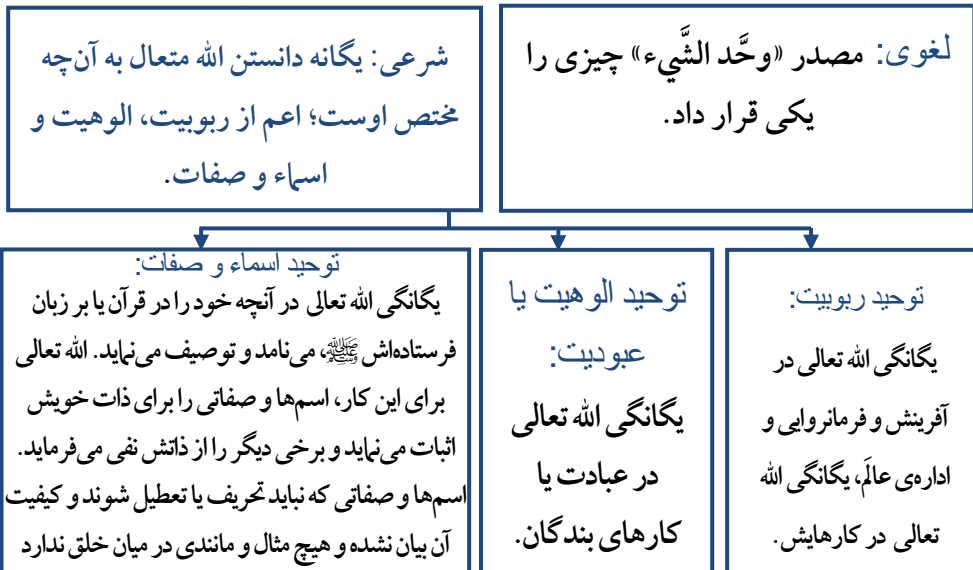 لغوی: مصدر «وحَّد الشَّيء» چیزی را
یکی قرار داد.
شرعی: یگانه دانستن الله متعال به آن‌چه
مختص اوست؛ اعم از ربوبیت، الوهیت و
اسماء و صفات.
توحید ربوبیت:
یگانگی الله تعالی در
آفرینش و فرمانروایی و
اداره‌ی عالَم، یگانگی الله
تعالی در کارهایش.
توحید الوهیت یا
عبودیت:
یگانگی الله تعالی
در عبادت یا
کارهای بندگان.
توحید اسماء و صفات:
یگانگی الله تعالی در آنچه خود را در قرآن یا بر زبان
فرستاده‌اش ﷺ، می‌نامد و توصیف می‌نماید. الله تعالی
برای این کار، اسم‌ها و صفاتی را برای ذات خویش
اثبات می‌نماید و برخی دیگر را از ذاتش نفی می‌فرماید.
اسم‌ها و صفاتی که نباید تحریف یا تعطیل شوند و کیفیت
آن بیان نشده و هیچ مثال و مانندی در میان خلق ندارد